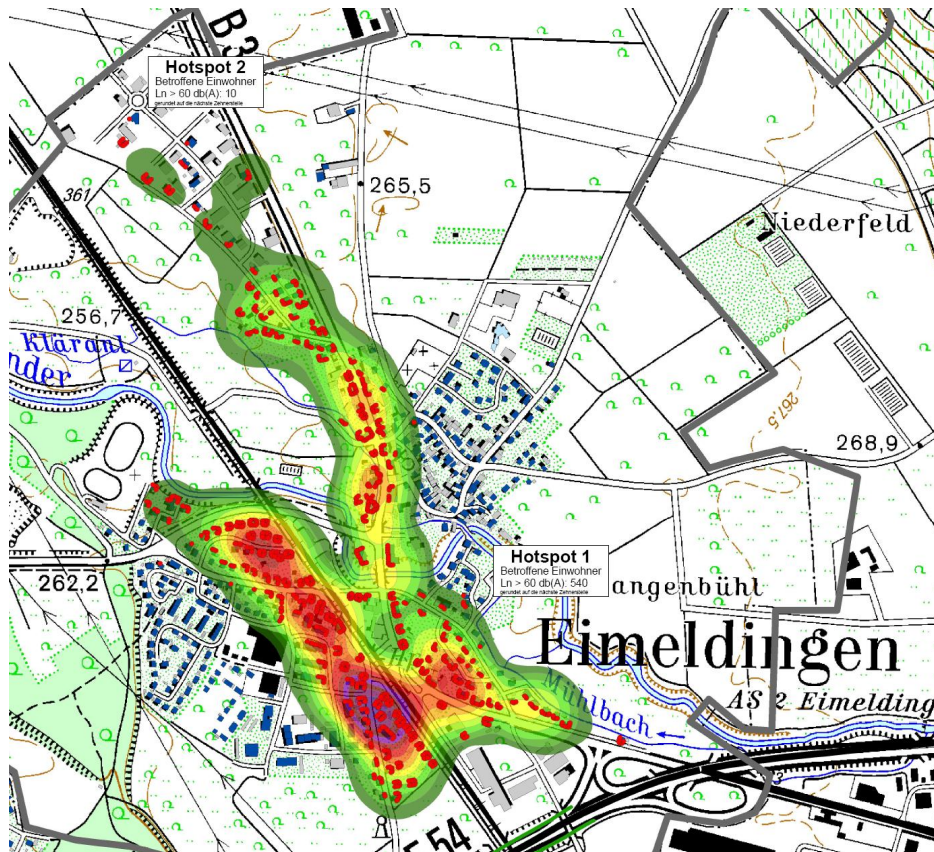 B 3
Hotspot 2
Betroffene Einwohner
Ln > 60 db(A): 10
gerundet auf die nächste Zehnerstelle
265,5
361
Niederfeld
256,7
Kläranl
nder
267.5
268,9
262,2
Hotspot 1
Betroffene Einwohner
Ln > 60 db(A): 540
gerundet auf die nächste Zehnerstelle
angenbühl
Eimeldingen
AS 2 Eimelding
Mühlbach
E 54